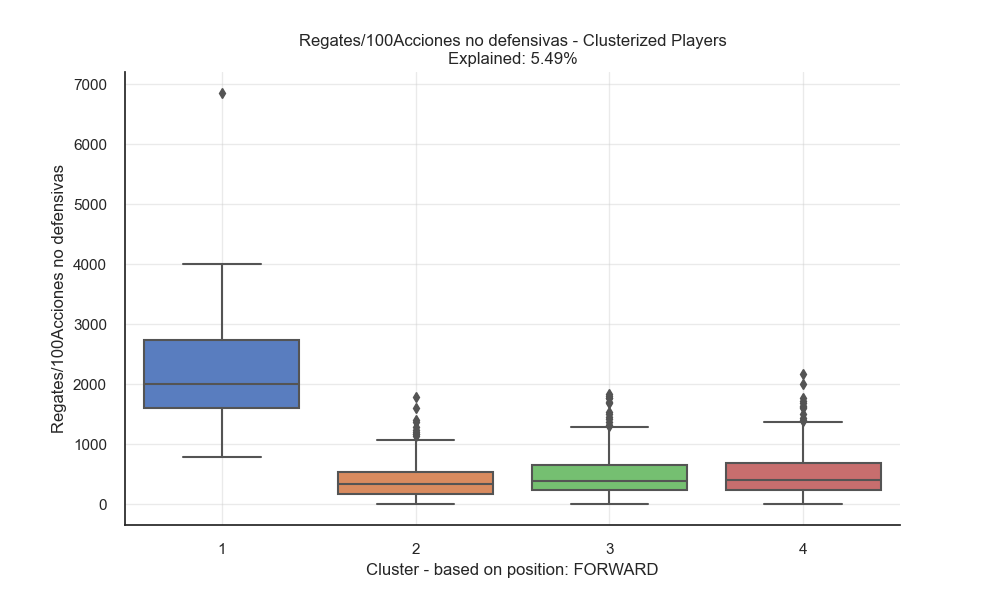 Regates/100Acciones no defensivas - Clusterized Players
Explained: 5.49%
Regates/100Acciones no defensivas
7000
6000
5000
4000
3000
2000
1000
0
1 2 3 4
Cluster - based on position: FORWARD